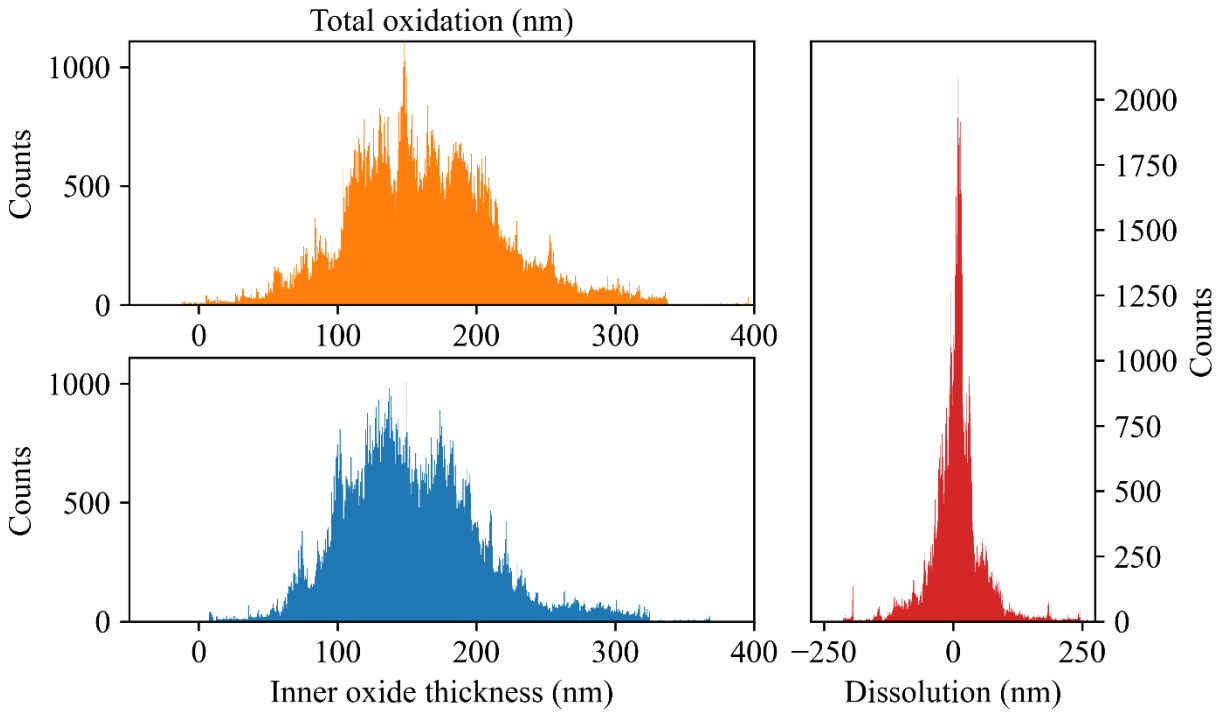 Total oxidation (nm)
Counts
1000
500
0
0 100 200 300 400
Counts
1000
500
0
0 100 200 300 400
Inner oxide thickness (nm)
2000
1750
1500
1250
1000
750
500
250
0
Counts
−250 0 250
Dissolution (nm)